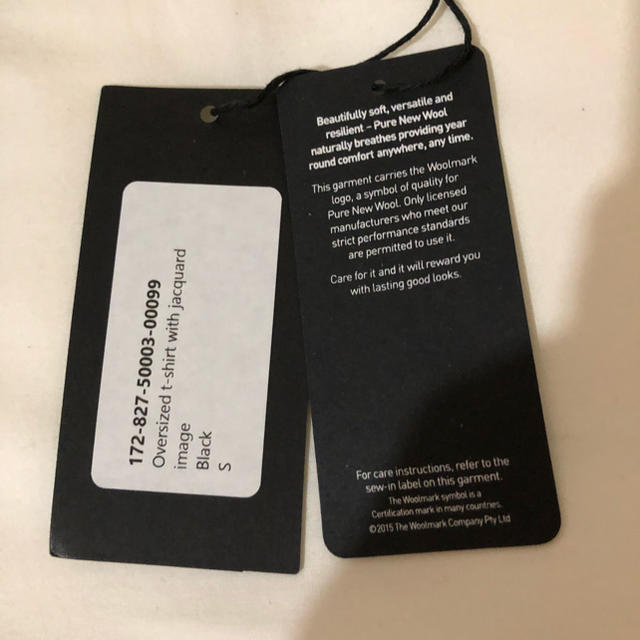 172-827-50003-00099
Oversized t-shirt with jacquard
image
Black
S
Beautifully soft, versatile and
resilient – Pure New Wool
naturally breathes providing year
round comfort anywhere, any time.
This garment carries the Woolmark
logo, a symbol of quality for
Pure New Wool. Only licensed
manufacturers who meet our
strict performance standards
are permitted to use it.
Care for it and it will reward you
with lasting good looks.
For care instructions, refer to the
sew-in label on this garment.
The Woolmark symbol is a
Certification mark in many countries.
©2015 The Woolmark Company Pty Ltd